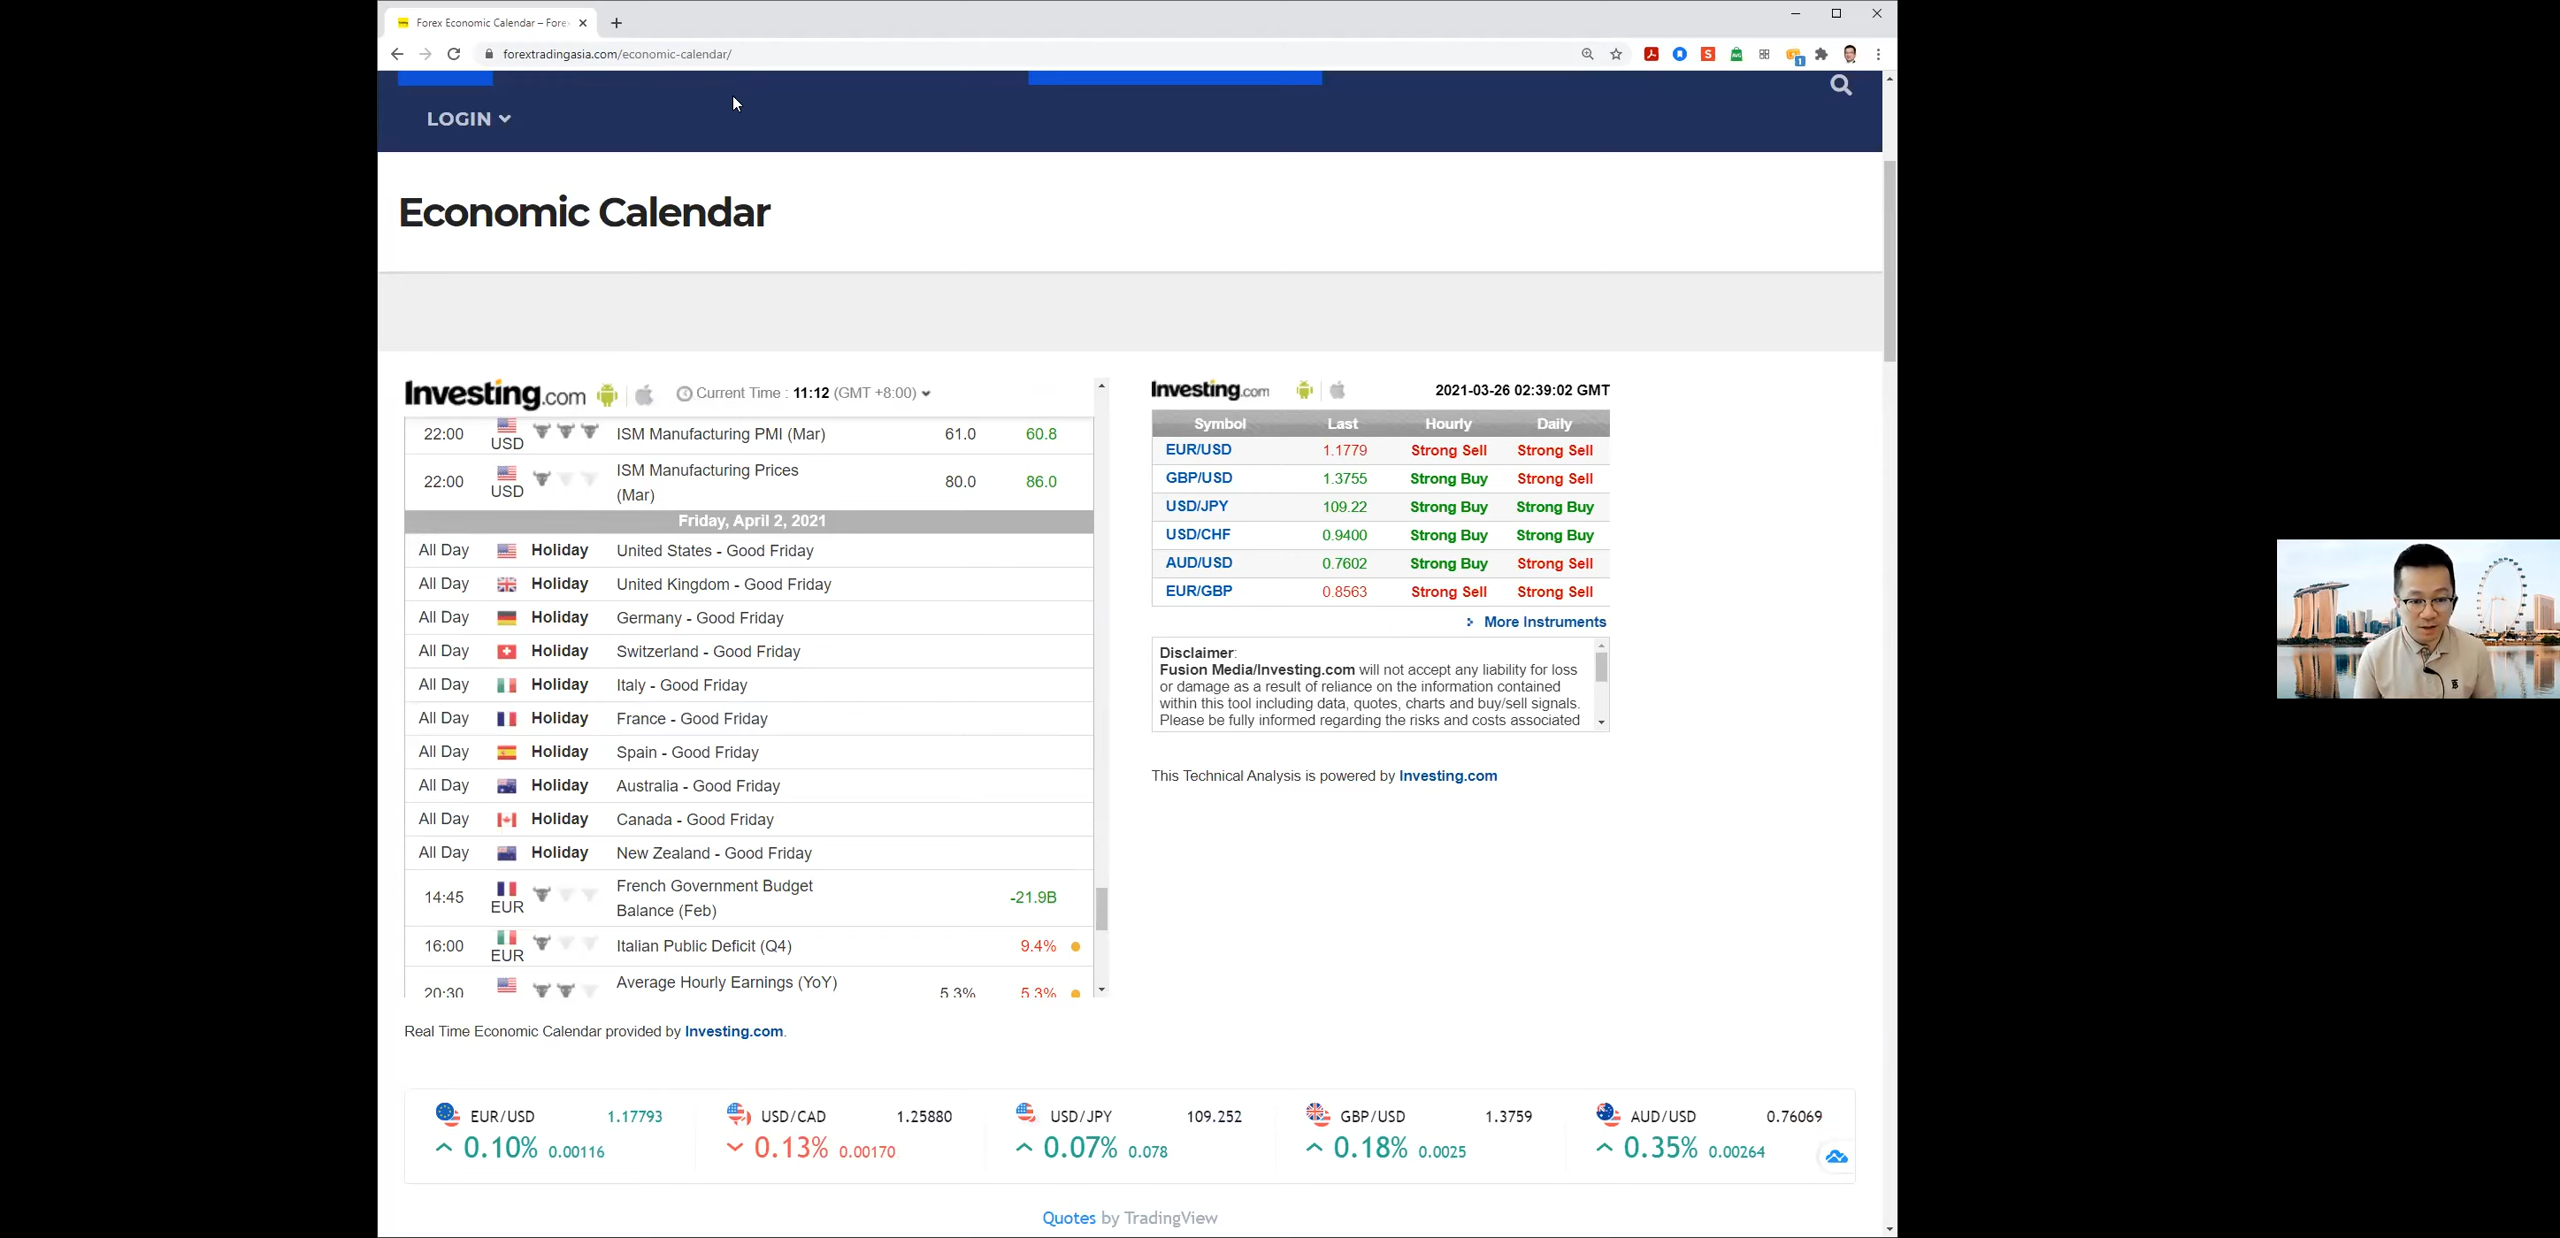 Forex Economic Calendar – Fore
forextradingasia.com/economic-calendar/
LOGIN
Economic Calendar
Investing.com Current Time : 11:12 (GMT +8:00)
22:00 USD ISM Manufacturing PMI (Mar) 61.0 60.8
22:00 USD ISM Manufacturing Prices (Mar) 80.0 86.0
Friday, April 2, 2021
All Day Holiday United States - Good Friday
All Day Holiday United Kingdom - Good Friday
All Day Holiday Germany - Good Friday
All Day Holiday Switzerland - Good Friday
All Day Holiday Italy - Good Friday
All Day Holiday France - Good Friday
All Day Holiday Spain - Good Friday
All Day Holiday Australia - Good Friday
All Day Holiday Canada - Good Friday
All Day Holiday New Zealand - Good Friday
14:45 EUR French Government Budget Balance (Feb) -21.9B
16:00 EUR Italian Public Deficit (Q4) 9.4%
20:30 Average Hourly Earnings (YoY) 5.3% 5.3%
Real Time Economic Calendar provided by Investing.com.
Investing.com 2021-03-26 02:39:02 GMT
Symbol Last Hourly Daily
EUR/USD 1.1779 Strong Sell Strong Sell
GBP/USD 1.3755 Strong Buy Strong Sell
USD/JPY 109.22 Strong Buy Strong Buy
USD/CHF 0.9400 Strong Buy Strong Buy
AUD/USD 0.7602 Strong Buy Strong Sell
EUR/GBP 0.8563 Strong Sell Strong Sell
More Instruments
Disclaimer:
Fusion Media/Investing.com will not accept any liability for loss
or damage as a result of reliance on the information contained
within this tool including data, quotes, charts and buy/sell signals.
Please be fully informed regarding the risks and costs associated
This Technical Analysis is powered by Investing.com
EUR/USD 1.17793 USD/CAD 1.25880 USD/JPY 109.252 GBP/USD 1.3759 AUD/USD 0.76069
0.10% 0.00116 0.13% 0.00170 0.07% 0.078 0.18% 0.0025 0.35% 0.00264
Quotes by TradingView